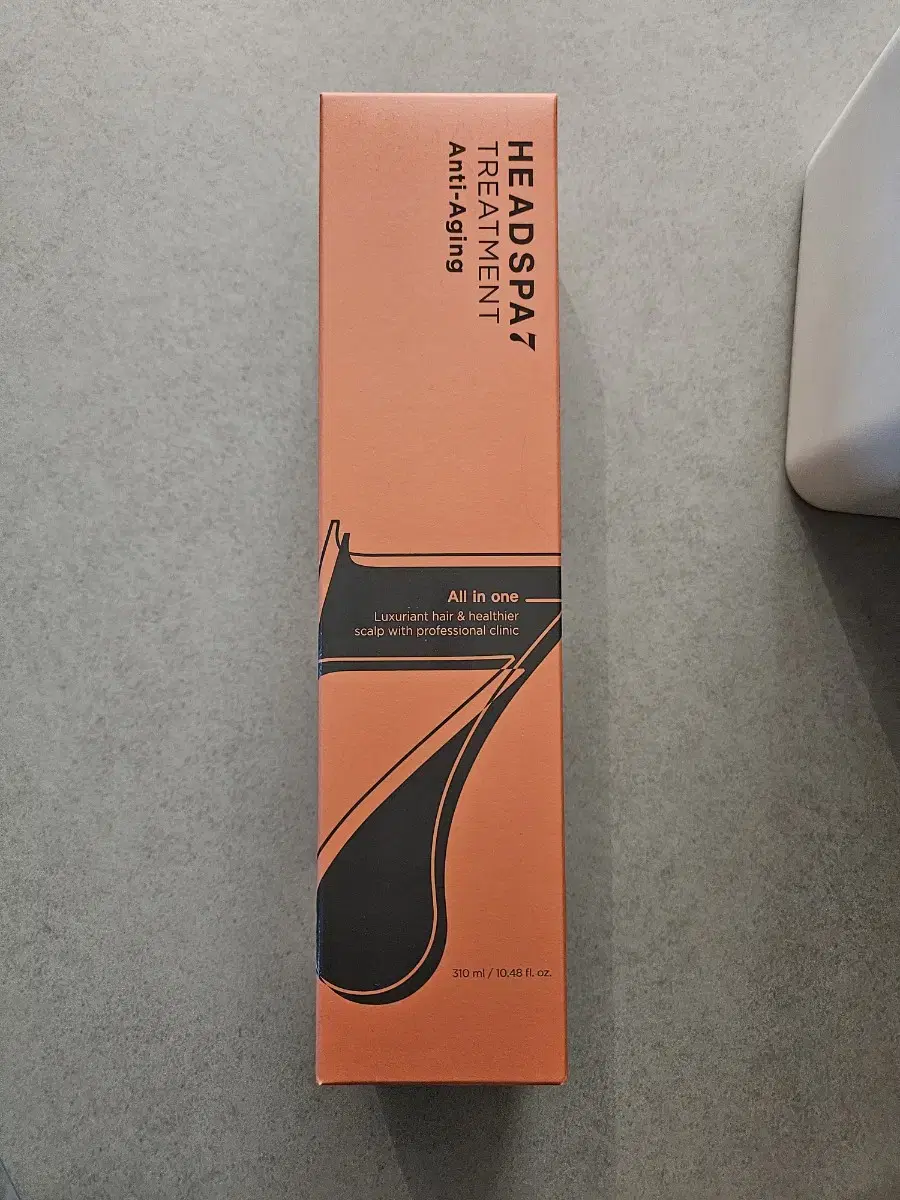 HEADSPA7
TREATMENT
Anti-Aging
All in one
Luxuriant hair & healthier
scalp with professional clinic
7
310 ml / 10.48 fl. oz.